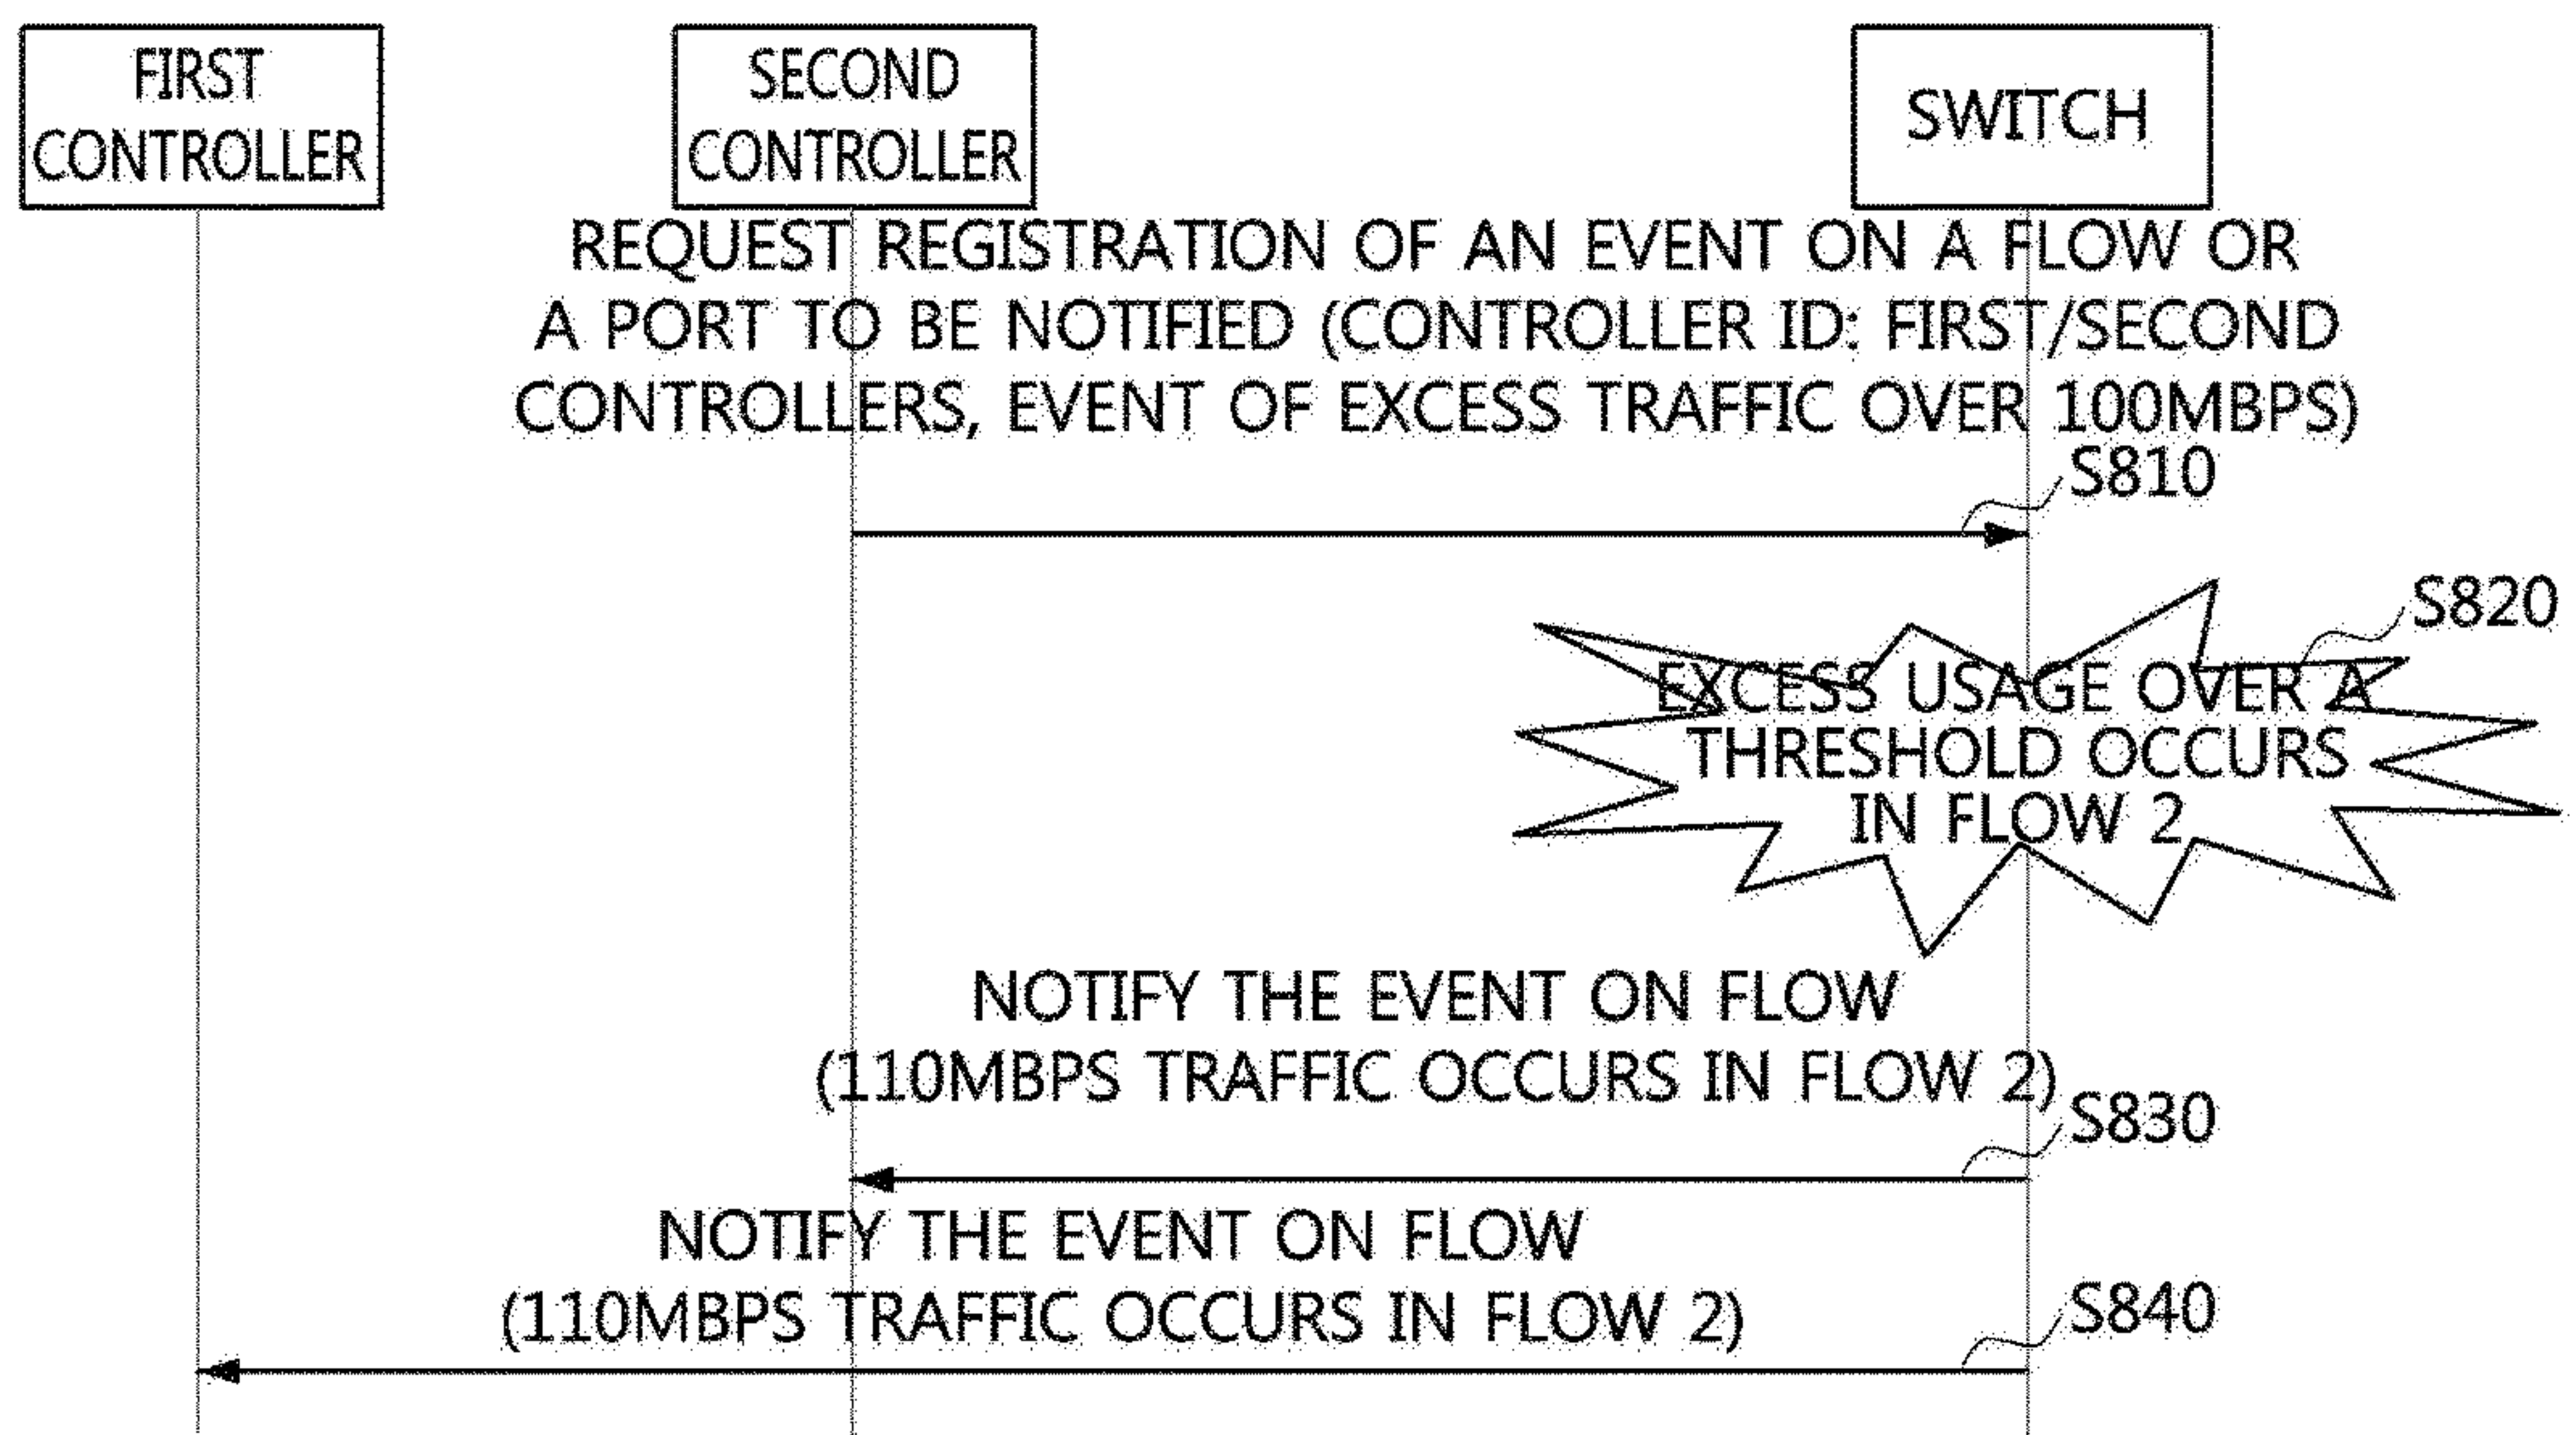 FIRST
CONTROLLER
SECOND
CONTROLLER
SWITCH
REQUEST REGISTRATION OF AN EVENT ON A FLOW OR
A PORT TO BE NOTIFIED (CONTROLLER ID: FIRST/SECOND
CONTROLLERS, EVENT OF EXCESS TRAFFIC OVER 100MBPS)
S810
S820
EXCESS USAGE OVER A
THRESHOLD OCCURS
IN FLOW 2
NOTIFY THE EVENT ON FLOW
(110MBPS TRAFFIC OCCURS IN FLOW 2)
S830
NOTIFY THE EVENT ON FLOW
(110MBPS TRAFFIC OCCURS IN FLOW 2)
S840